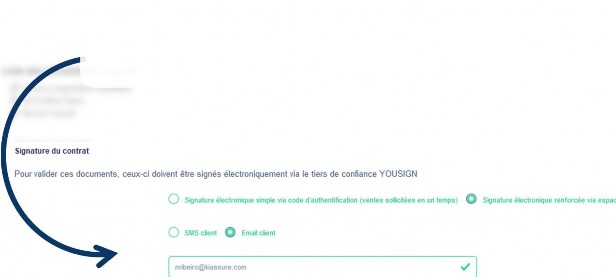 Signature du contrat
Pour valider ces documents, ceux-ci doivent être signés électroniquement via le tiers de confiance YOUSIGN
Signature électronique simple via code d'authentification (ventes sollicitées en un temps) Signature électronique renforcée via espac
SMS client Email client
nribeiro@kiassure.com